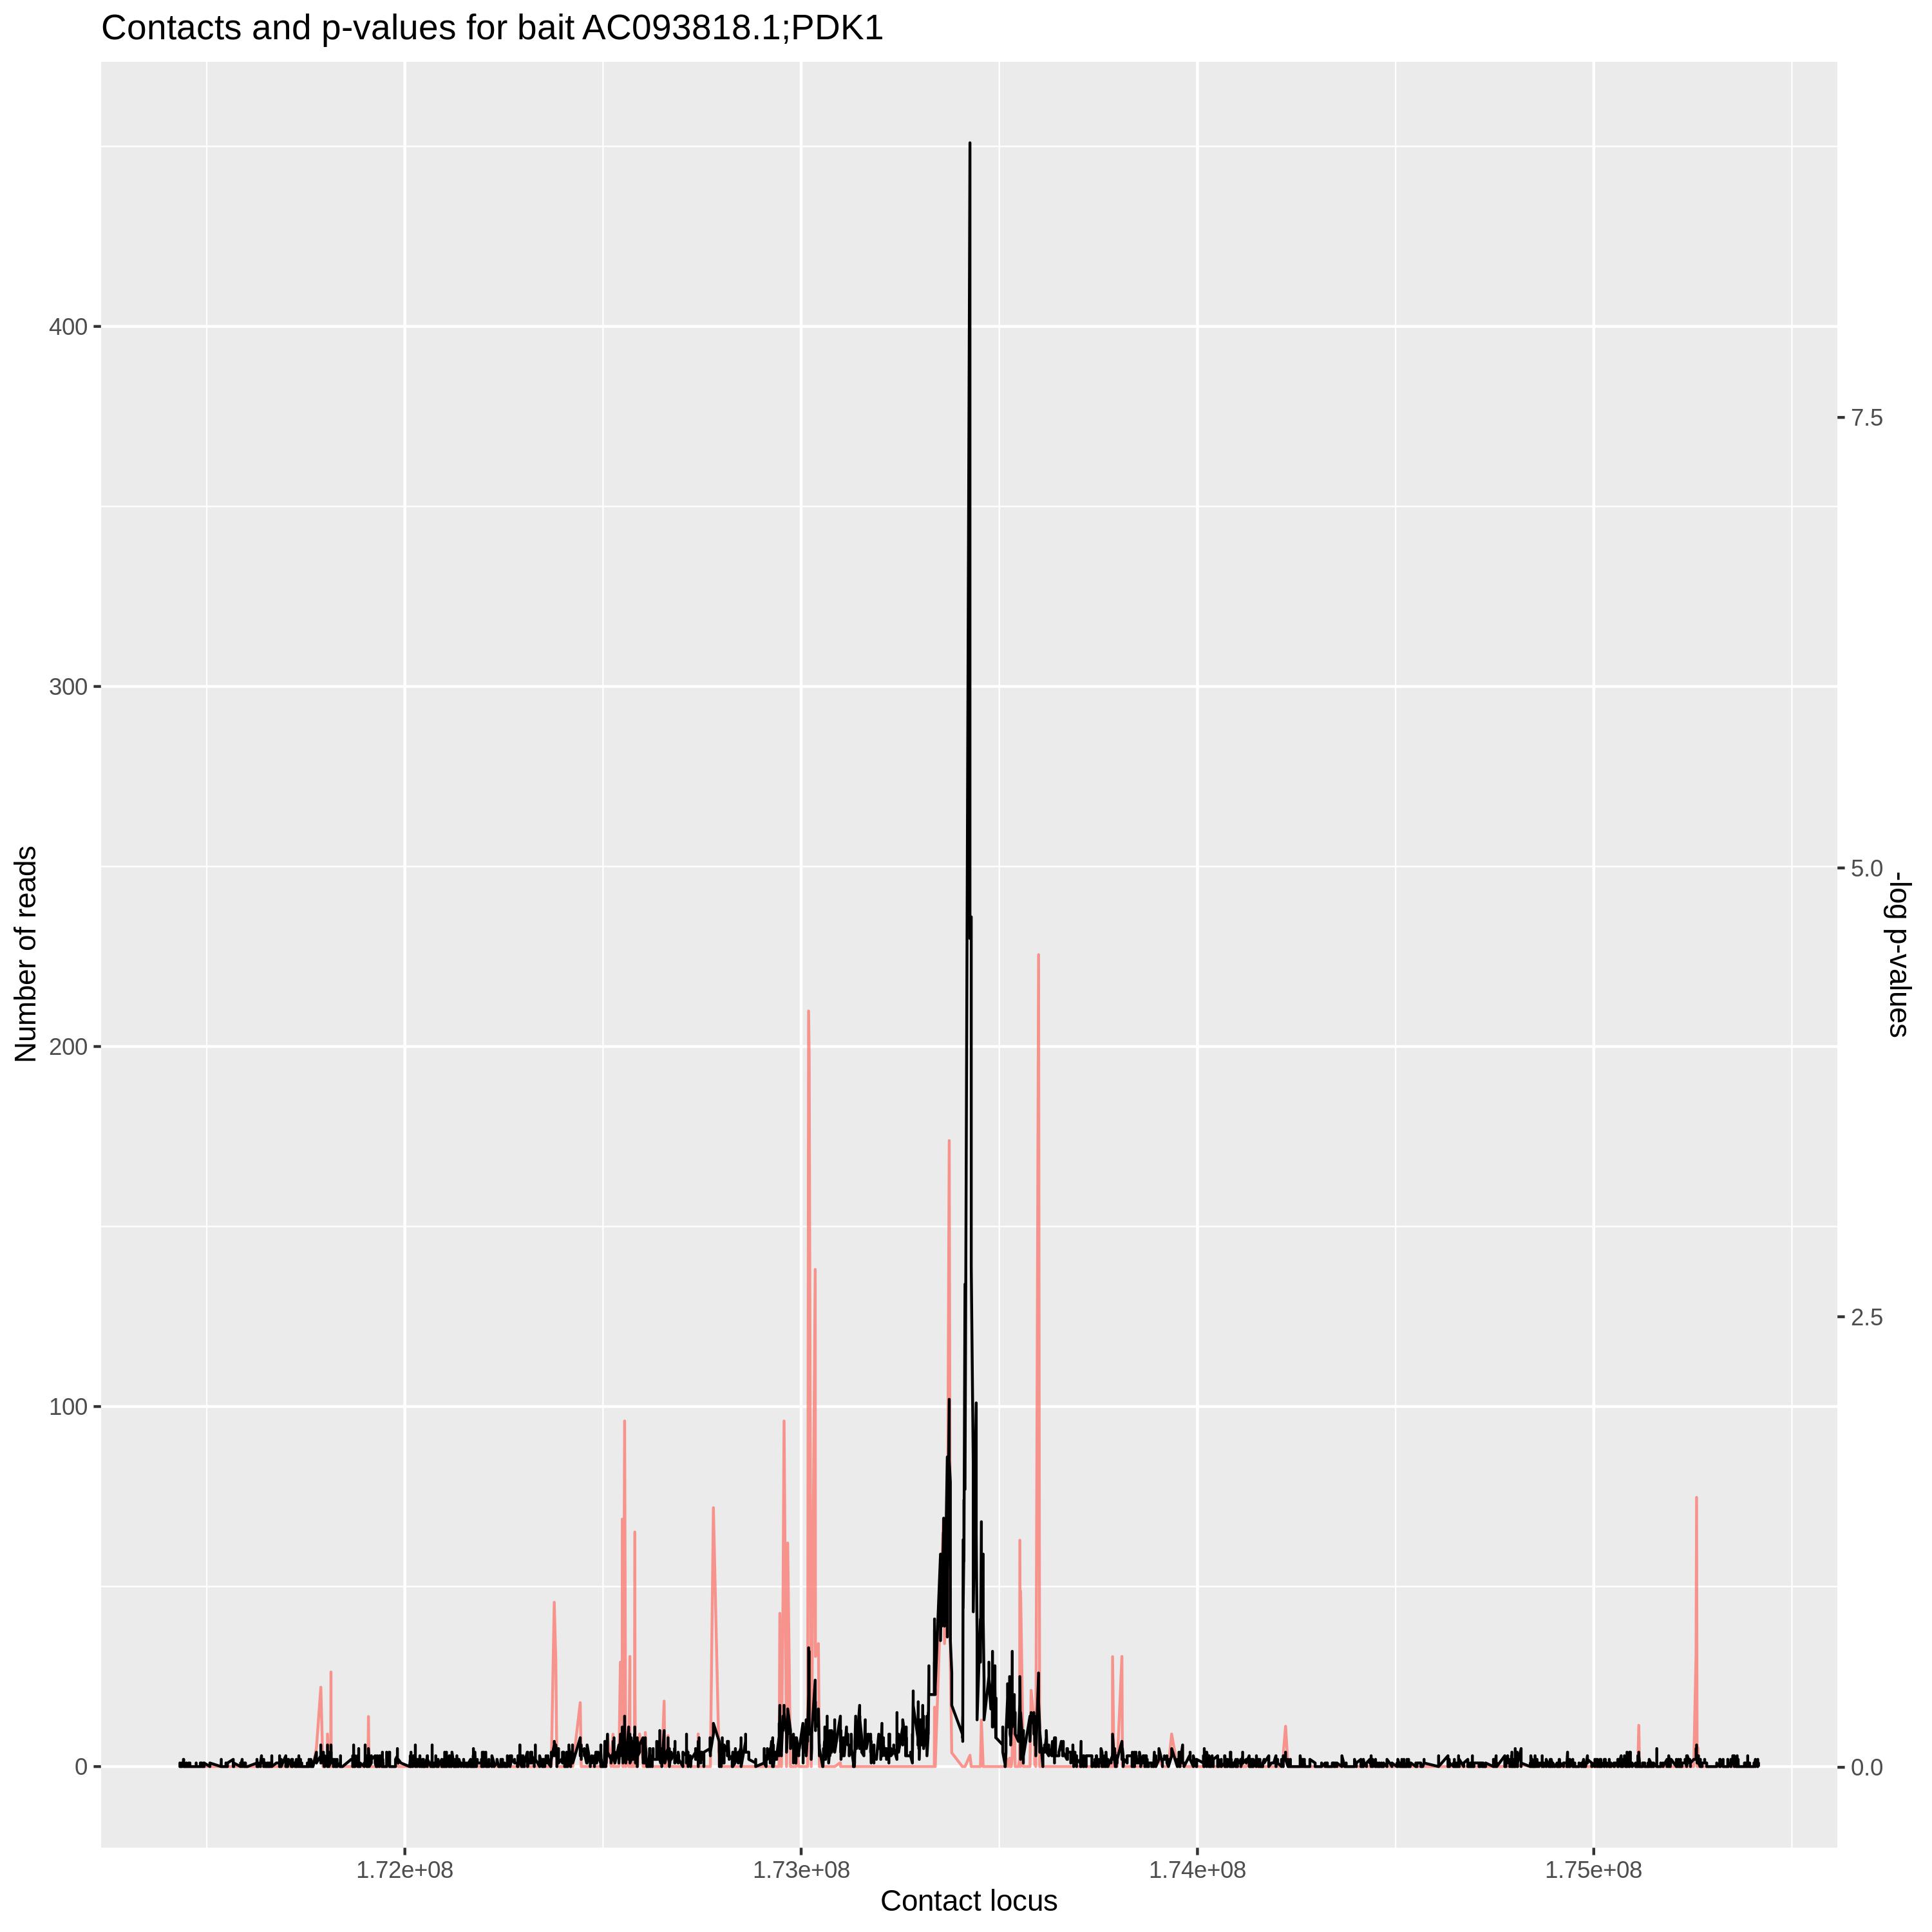 Contacts and p-values for bait AC093818.1;PDK1
400
300
200
100
0
Number of reads
7.5
5.0
2.5
0.0
-log p-values
1.72e+08
1.73e+08
1.74e+08
1.75e+08
Contact locus